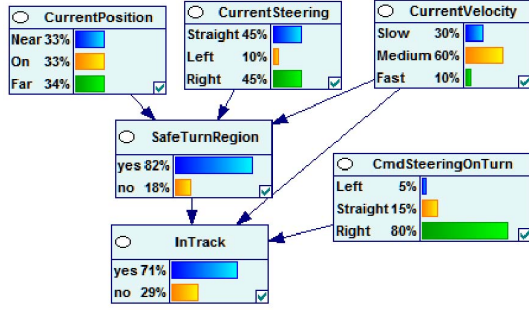 CurrentPosition
Near 33%
On 33%
Far 34%
CurrentSteering
Straight 45%
Left 10%
Right 45%
CurrentVelocity
Slow 30%
Medium 60%
Fast 10%
SafeTurnRegion
yes 82%
no 18%
CmdSteeringOnTurn
Left 5%
Straight 15%
Right 80%
InTrack
yes 71%
no 29%